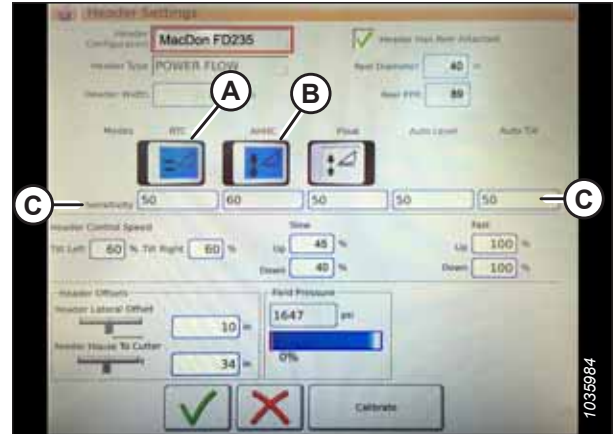 Header Settings
Header Configuration MacDon FD235 Header Has Reel Attached
Header Type POWER FLOW Reel Diameter 40 in
Header Width Reel PPR 89
A B
Modes RTC AHHC Float Auto Level Auto Tilt
C Sensitivity 50 60 50 50 50 C
Header Control Speed Slow Fast
Tilt Left 60 % Tilt Right 60 % Up 48 % Up 100 %
Down 40 % Down 100 %
Header Offsets Field Pressure
Header Lateral Offset 1647 psi
10 in
Feeder House To Cutter 0%
34 in
Calibrate
1035984